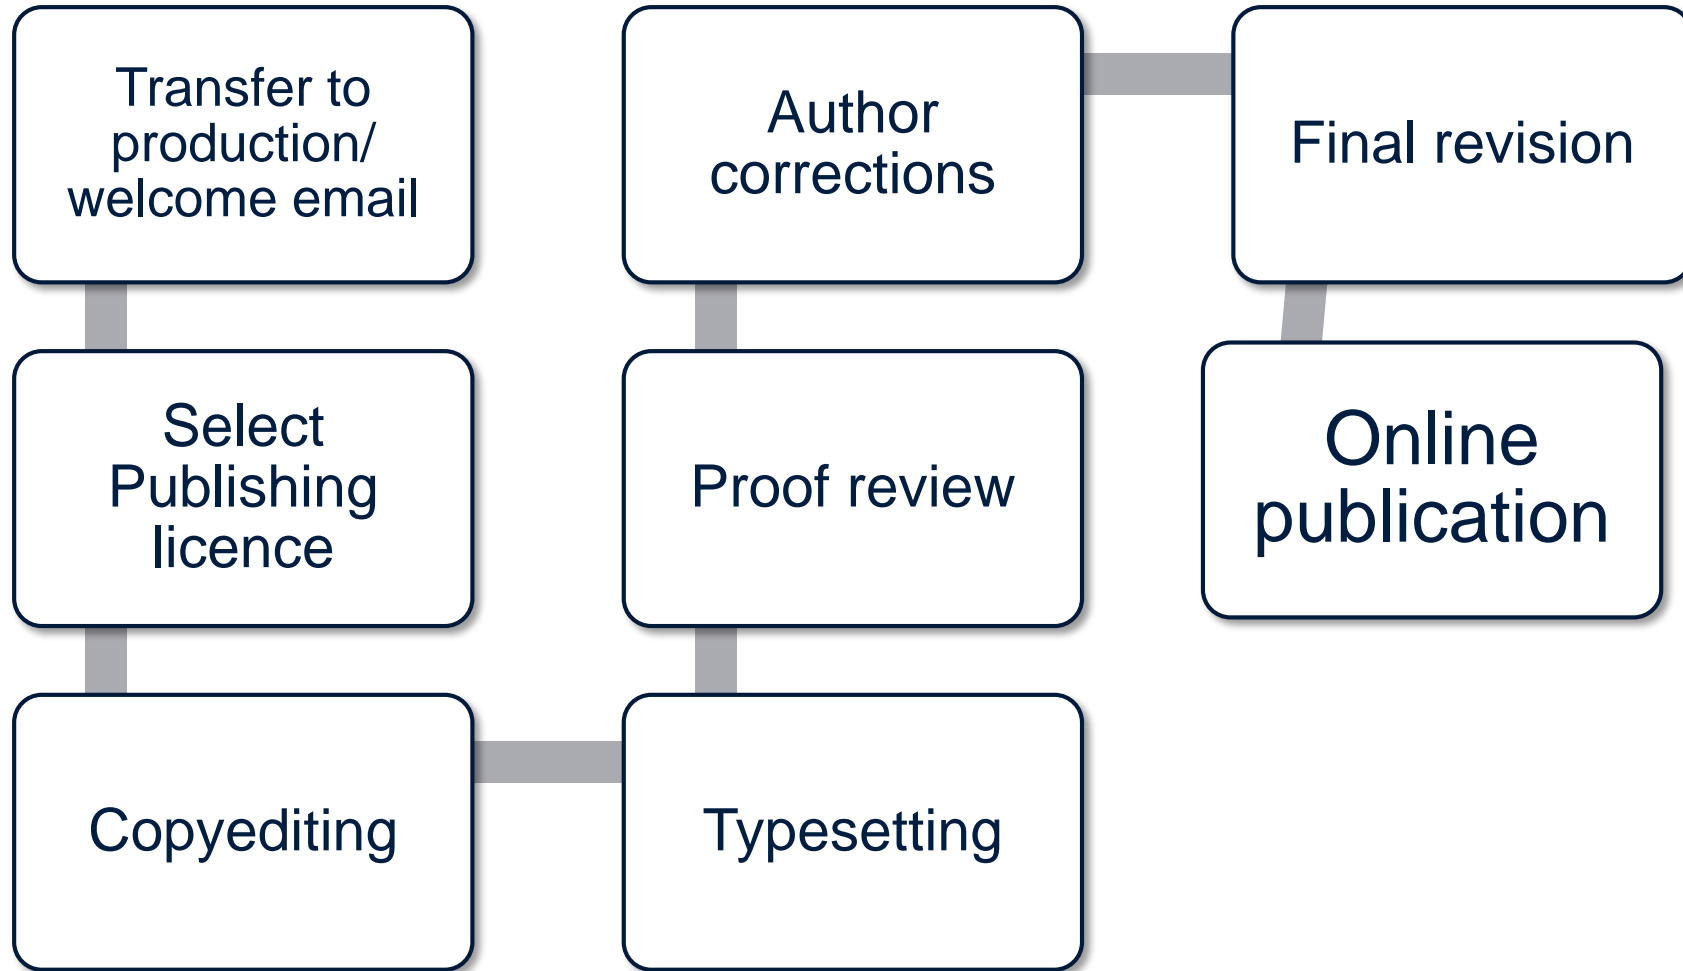 Transfer to
production/
welcome email
Select
Publishing
licence
Copyediting
Typesetting
Proof review
Author
corrections
Final revision
Online
publication